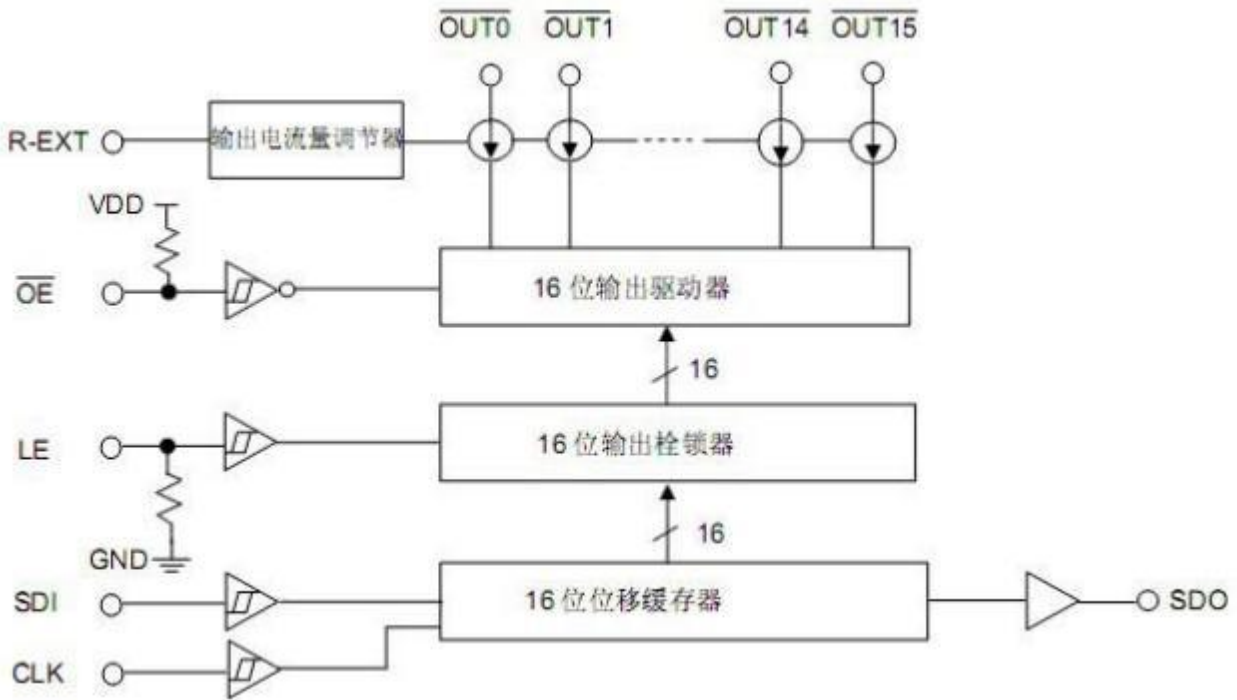 OUT0 OUT1 OUT14 OUT15
R-EXT
输出电流量调节器
VDD
OE
16 位输出驱动器
16
LE
16 位输出栓锁器
16
GND
SDI
16 位位移缓存器
SDO
CLK